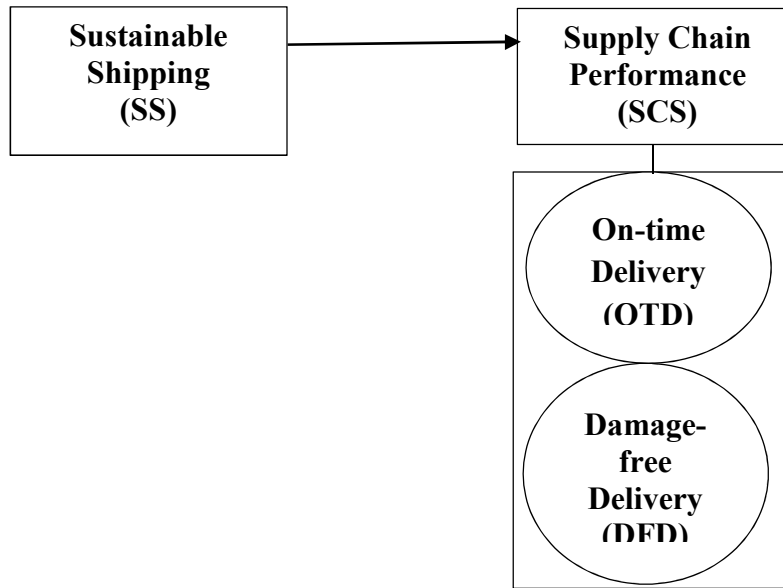 Sustainable
Shipping
(SS)
Supply Chain
Performance
(SCS)
On-time
Delivery
(OTD)
Damage-
free
Delivery
(DFD)